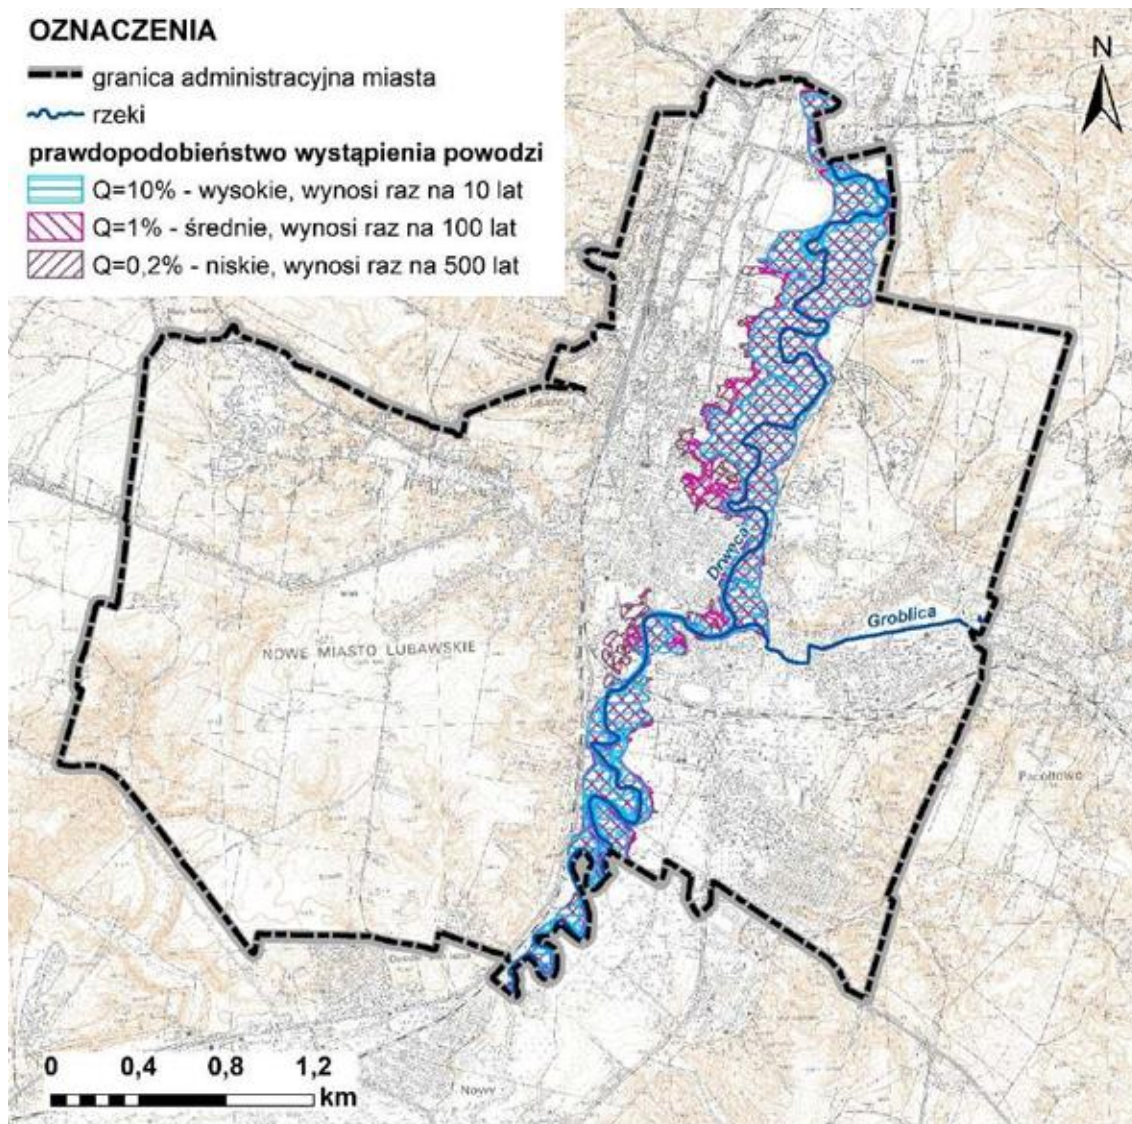 OZNACZENIA
granica administracyjna miasta
rzeki
prawdopodobieństwo wystąpienia powodzi
Q=10% - wysokie, wynosi raz na 10 lat
Q=1% - średnie, wynosi raz na 100 lat
Q=0,2% - niskie, wynosi raz na 500 lat
N
Drwęca
Groblica
NOWE MIASTO LUBAWSKIE
Pacółtowo
Nowy
0 0,4 0,8 1,2
km